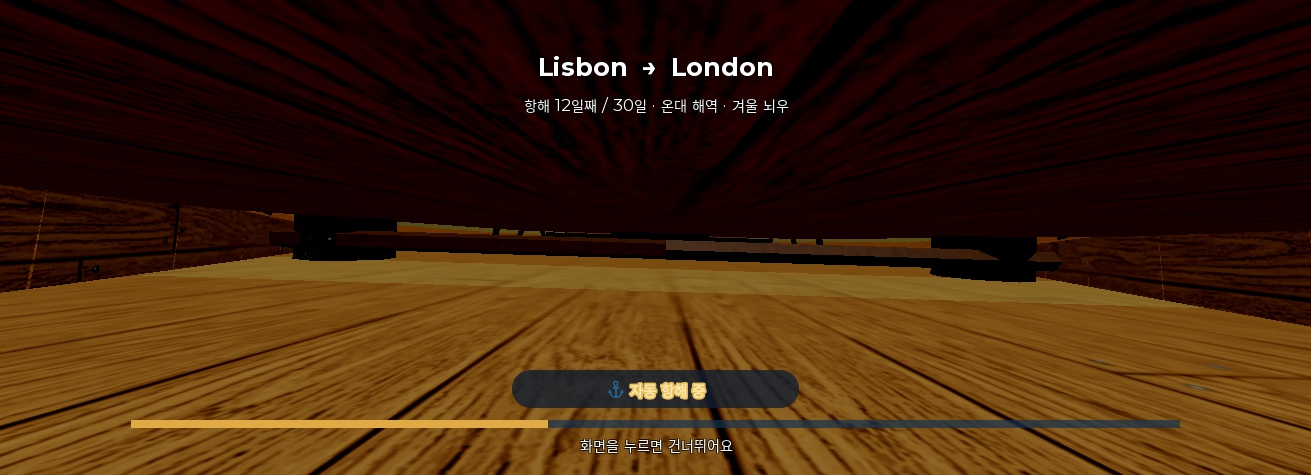 Lisbon → London
항해 12일째 / 30일 · 온대 해역 · 겨울 뇌우
⚓ 자동 항해 중
화면을 누르면 건너뛰어요